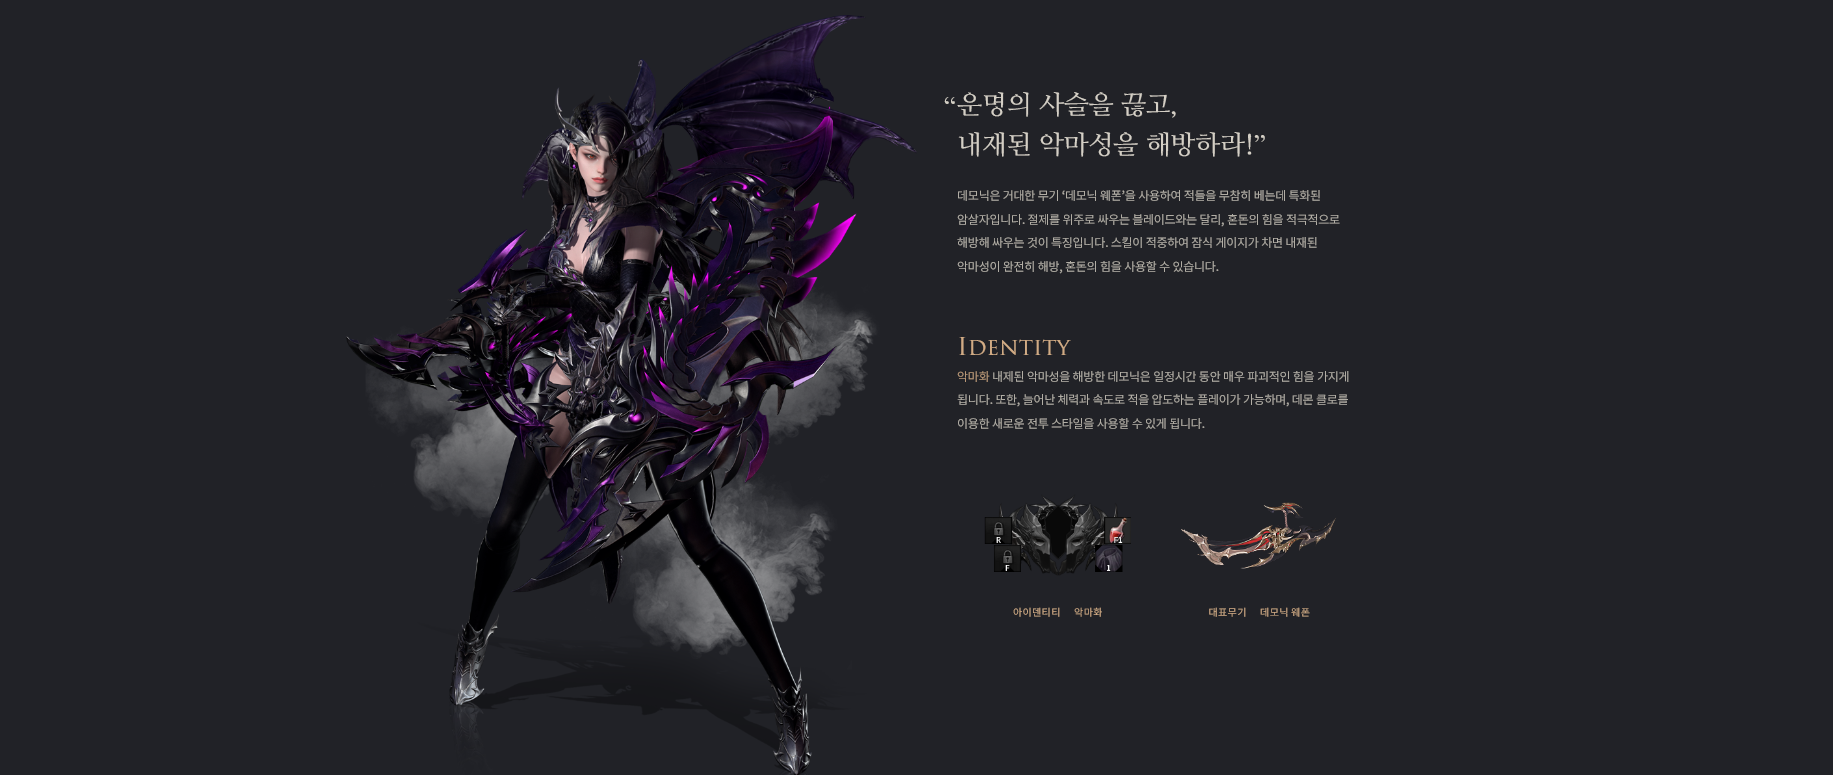 “운명의 사슬을 끊고,
내재된 악마성을 해방하라!”
데모닉은 거대한 무기 ‘데모닉 웨폰’을 사용하여 적들을 무참히 베는데 특화된
암살자입니다. 절제를 위주로 싸우는 블레이드와는 달리, 혼돈의 힘을 적극적으로
해방해 싸우는 것이 특징입니다. 스킬이 적중하여 잠식 게이지가 차면 내재된
악마성이 완전히 해방, 혼돈의 힘을 사용할 수 있습니다.
IDENTITY
악마화 내제된 악마성을 해방한 데모닉은 일정시간 동안 매우 파괴적인 힘을 가지게
됩니다. 또한, 늘어난 체력과 속도로 적을 압도하는 플레이가 가능하며, 데몬 클로를
이용한 새로운 전투 스타일을 사용할 수 있게 됩니다.
R F1
F 1
아이덴티티 악마화
대표무기 데모닉 웨폰